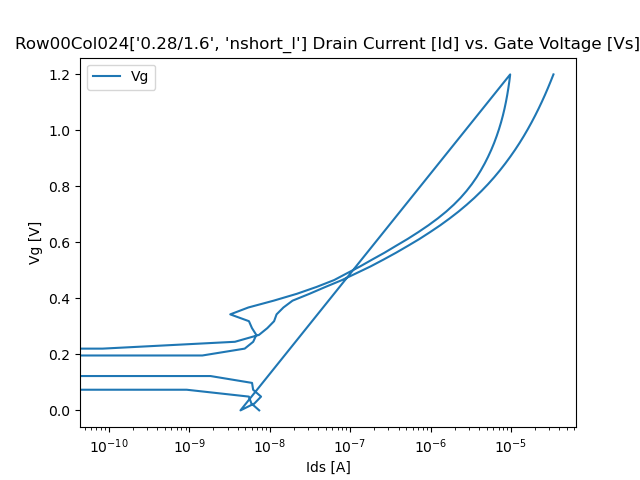 Row00Col024['0.28/1.6', 'nshort_l'] Drain Current [Id] vs. Gate Voltage [Vs]
Vg
1.2
1.0
0.8
0.6
0.4
0.2
0.0
Vg [V]
10⁻¹⁰ 10⁻⁹ 10⁻⁸ 10⁻⁷ 10⁻⁶ 10⁻⁵
Ids [A]